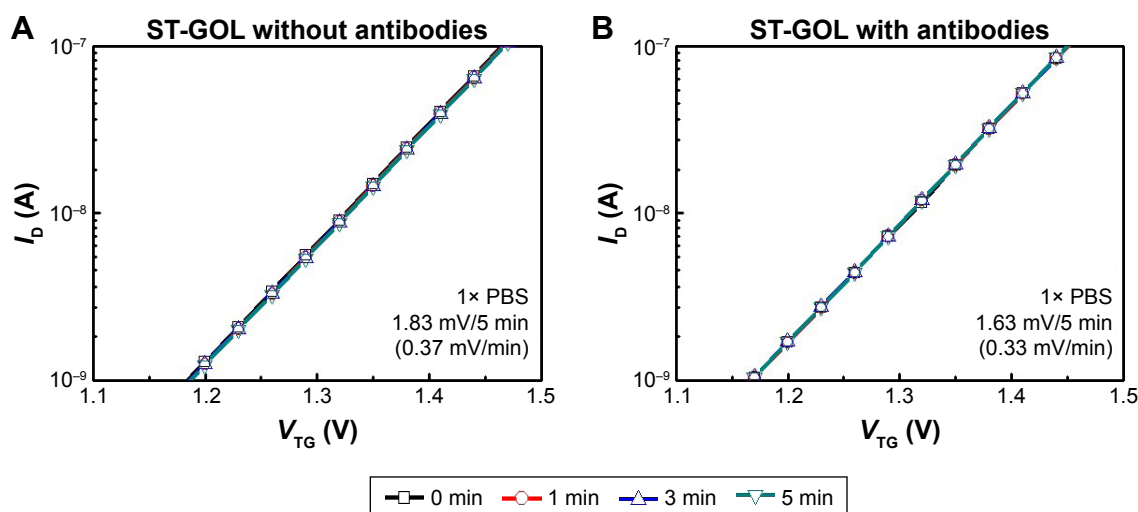 A ST-GOL without antibodies
10⁻⁷
10⁻⁸
10⁻⁹
I_D (A)
1× PBS
1.83 mV/5 min
(0.37 mV/min)
1.1 1.2 1.3 1.4 1.5
V_TG (V)
B ST-GOL with antibodies
10⁻⁷
10⁻⁸
10⁻⁹
I_D (A)
1× PBS
1.63 mV/5 min
(0.33 mV/min)
1.1 1.2 1.3 1.4 1.5
V_TG (V)
0 min 1 min 3 min 5 min